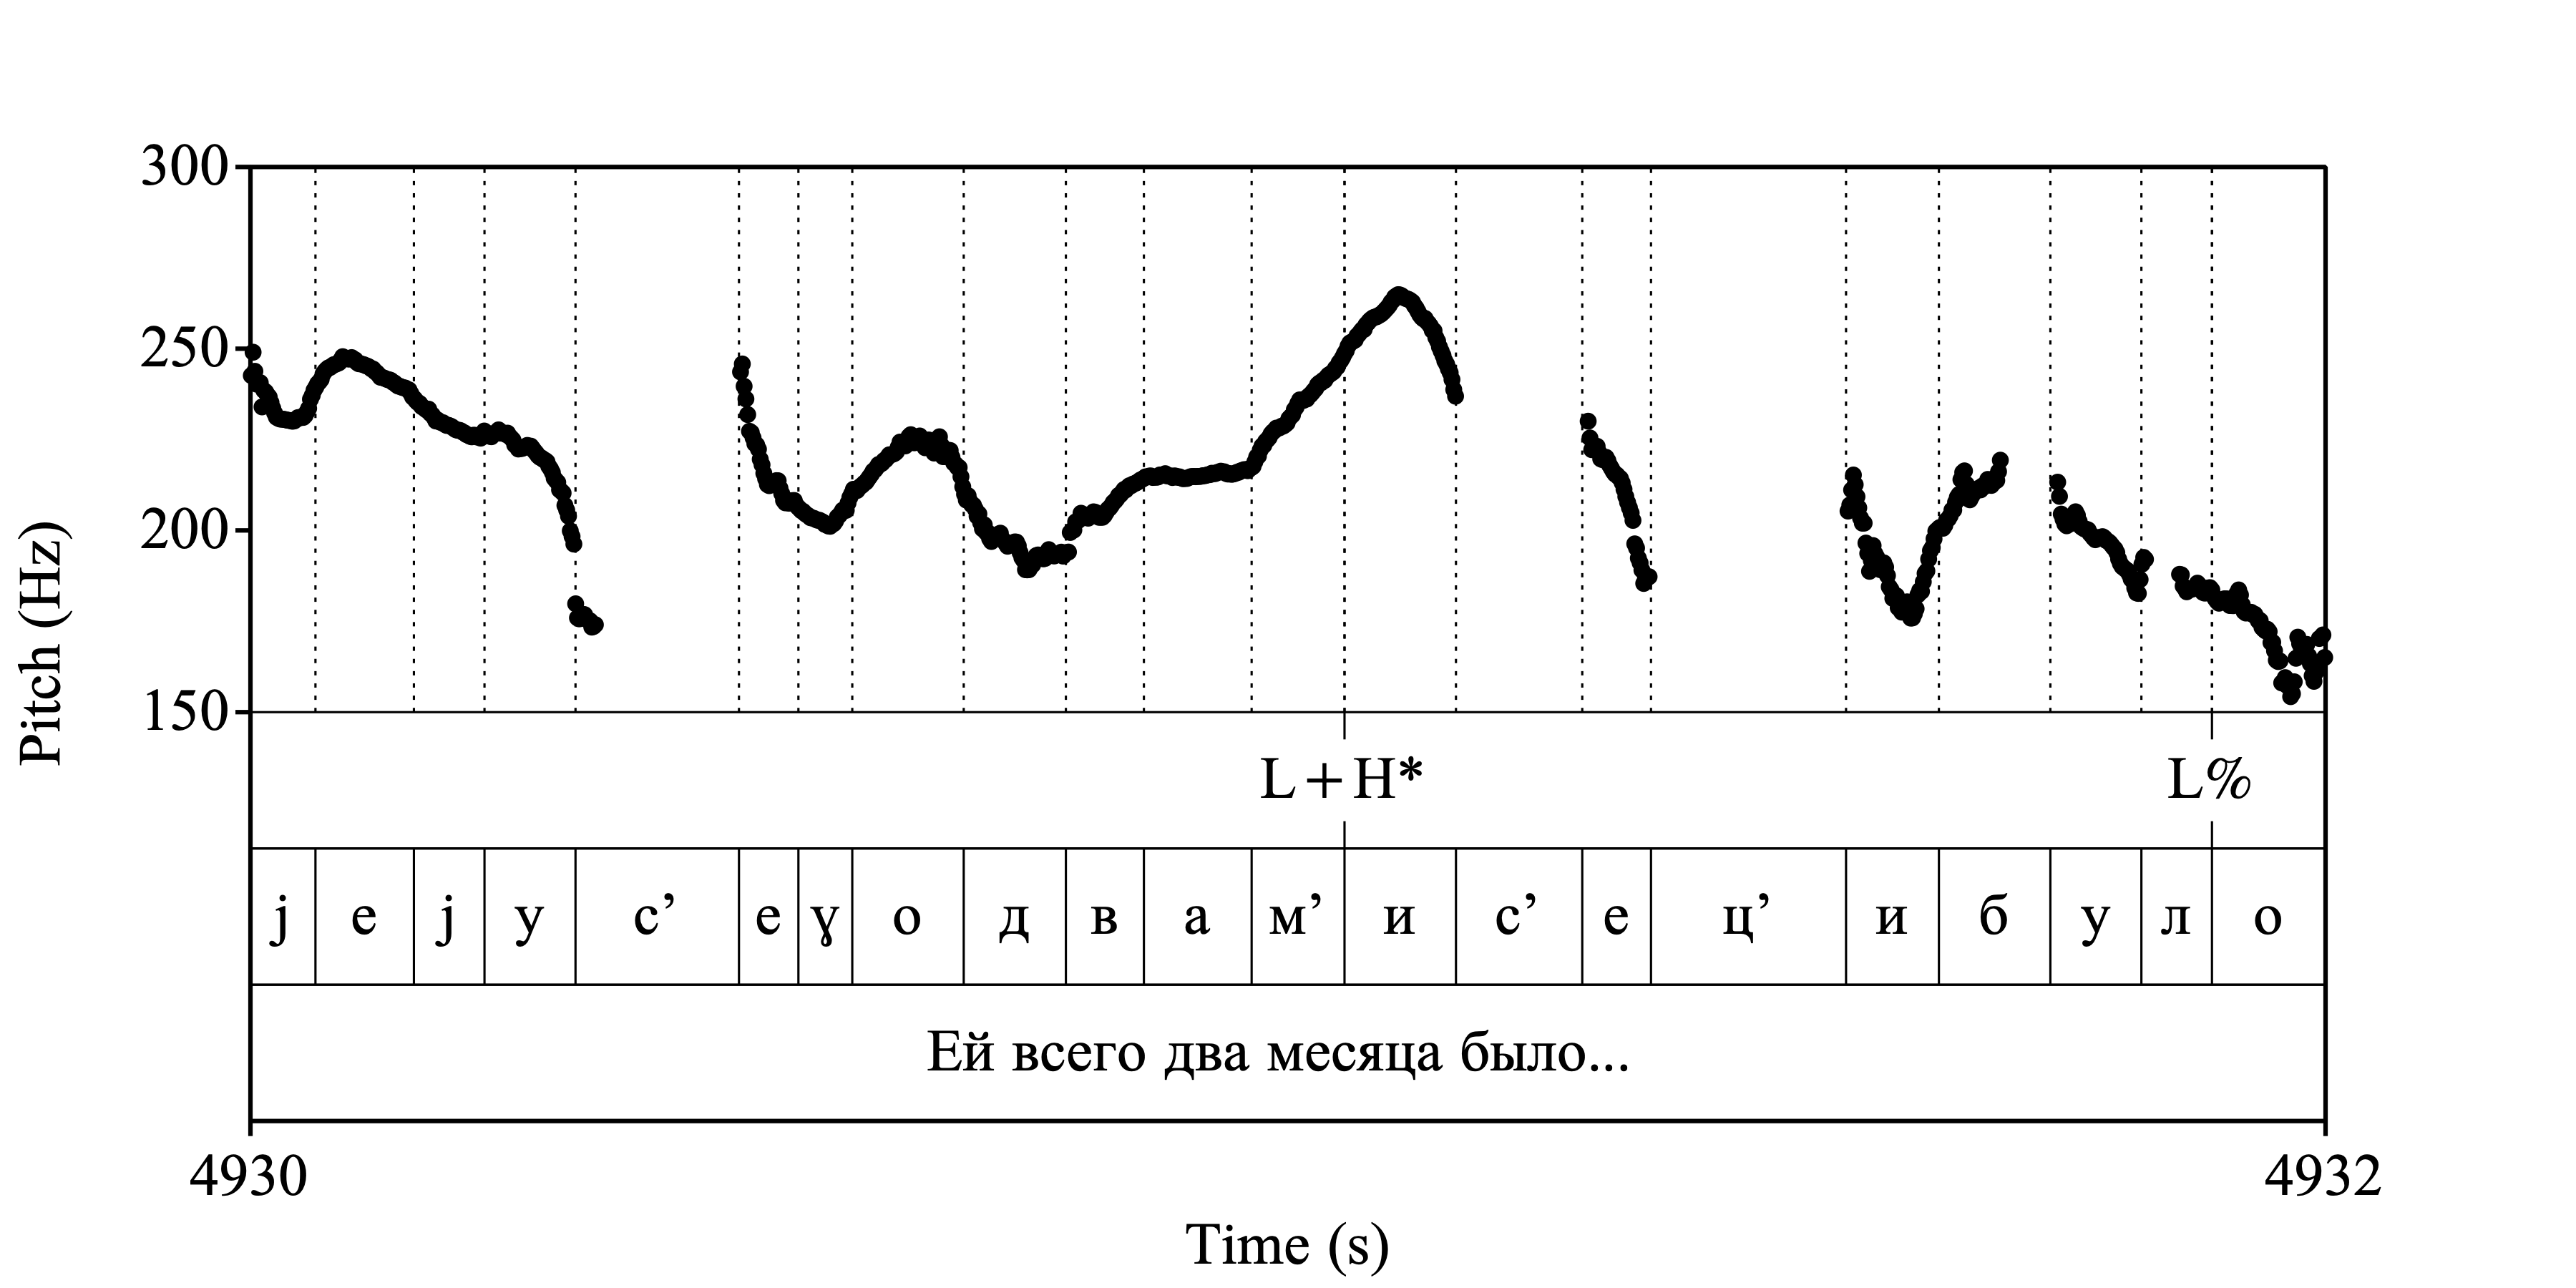 300
250
200
150
Pitch (Hz)
L+H* L%
j е j у с’ е ɣ о д в а м’ и с’ е ц’ и б у л о
Ей всего два месяца было...
4930 4932
Time (s)